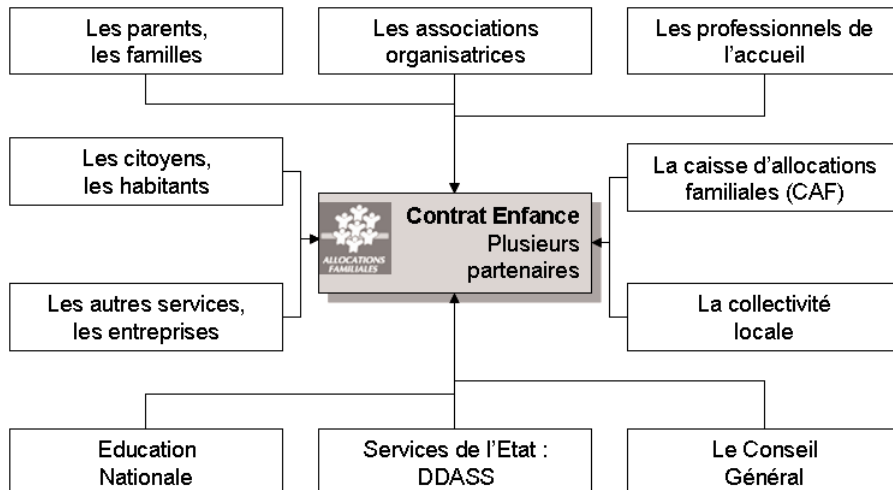 Les parents,
les familles
Les associations
organisatrices
Les professionnels de
l'accueil
Les citoyens,
les habitants
La caisse d'allocations
familiales (CAF)
ALLOCATIONS
FAMILIALES
Contrat Enfance
Plusieurs
partenaires
Les autres services,
les entreprises
La collectivité
locale
Education
Nationale
Services de l'Etat :
DDASS
Le Conseil
Général